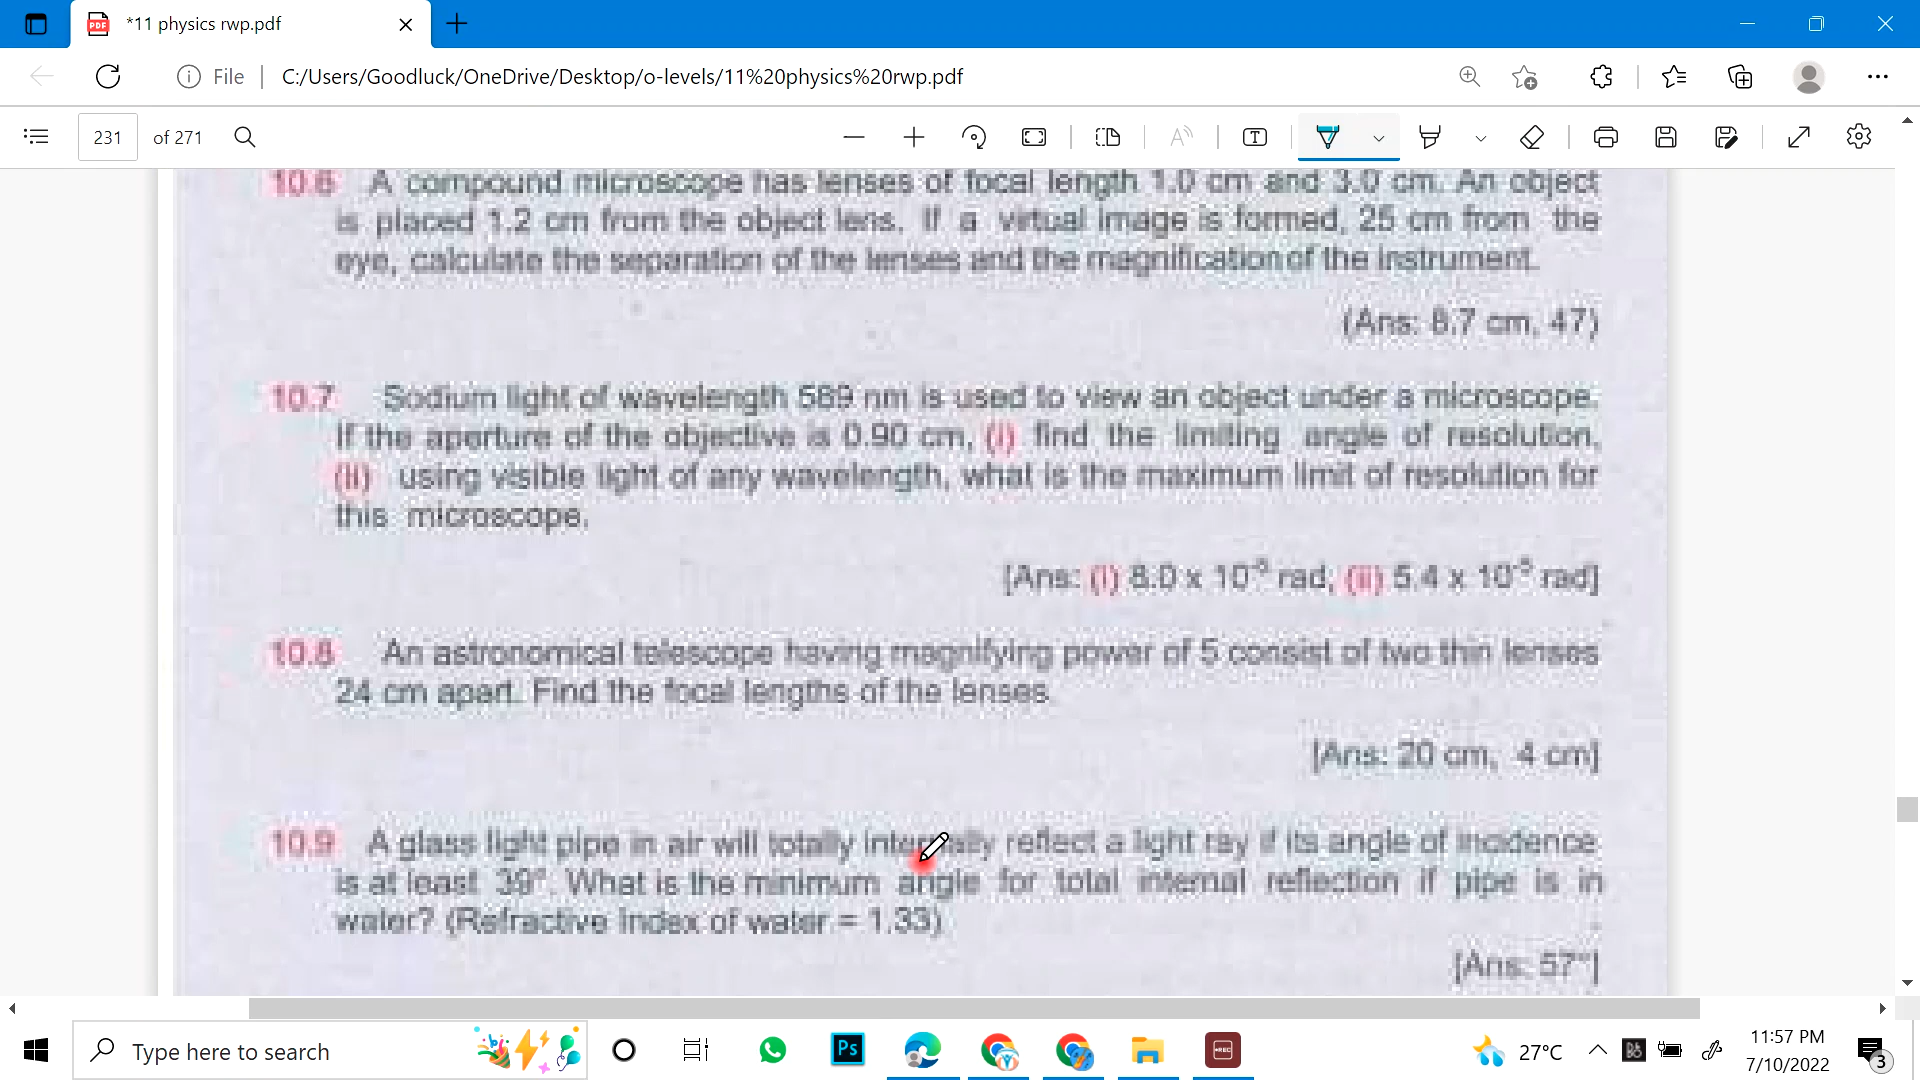 *11 physics rwp.pdf
File
C:/Users/Goodluck/OneDrive/Desktop/o-levels/11%20physics%20rwp.pdf
231 of 271
10.6 A compound microscope has lenses of focal length 1.0 cm and 3.0 cm. An object
is placed 1.2 cm from the object lens. If a virtual image is formed, 25 cm from the
eye, calculate the separation of the lenses and the magnification of the instrument.
(Ans: 8.7 cm, 47)
10.7 Sodium light of wavelength 589 nm is used to view an object under a microscope.
If the aperture of the objective is 0.90 cm, (i) find the limiting angle of resolution,
(ii) using visible light of any wavelength, what is the maximum limit of resolution for
this microscope.
[Ans: (i) 8.0 x 10⁻⁵ rad, (ii) 5.4 x 10⁻⁵ rad]
10.8 An astronomical telescope having magnifying power of 5 consist of two thin lenses
24 cm apart. Find the focal lengths of the lenses.
[Ans: 20 cm, 4 cm]
10.9 A glass light pipe in air will totally internally reflect a light ray if its angle of incidence
is at least 39°. What is the minimum angle for total internal reflection if pipe is in
water? (Refractive Index of water = 1.33)
[Ans: 57°]
Type here to search
Ps
REC
27°C
11:57 PM
7/10/2022
3